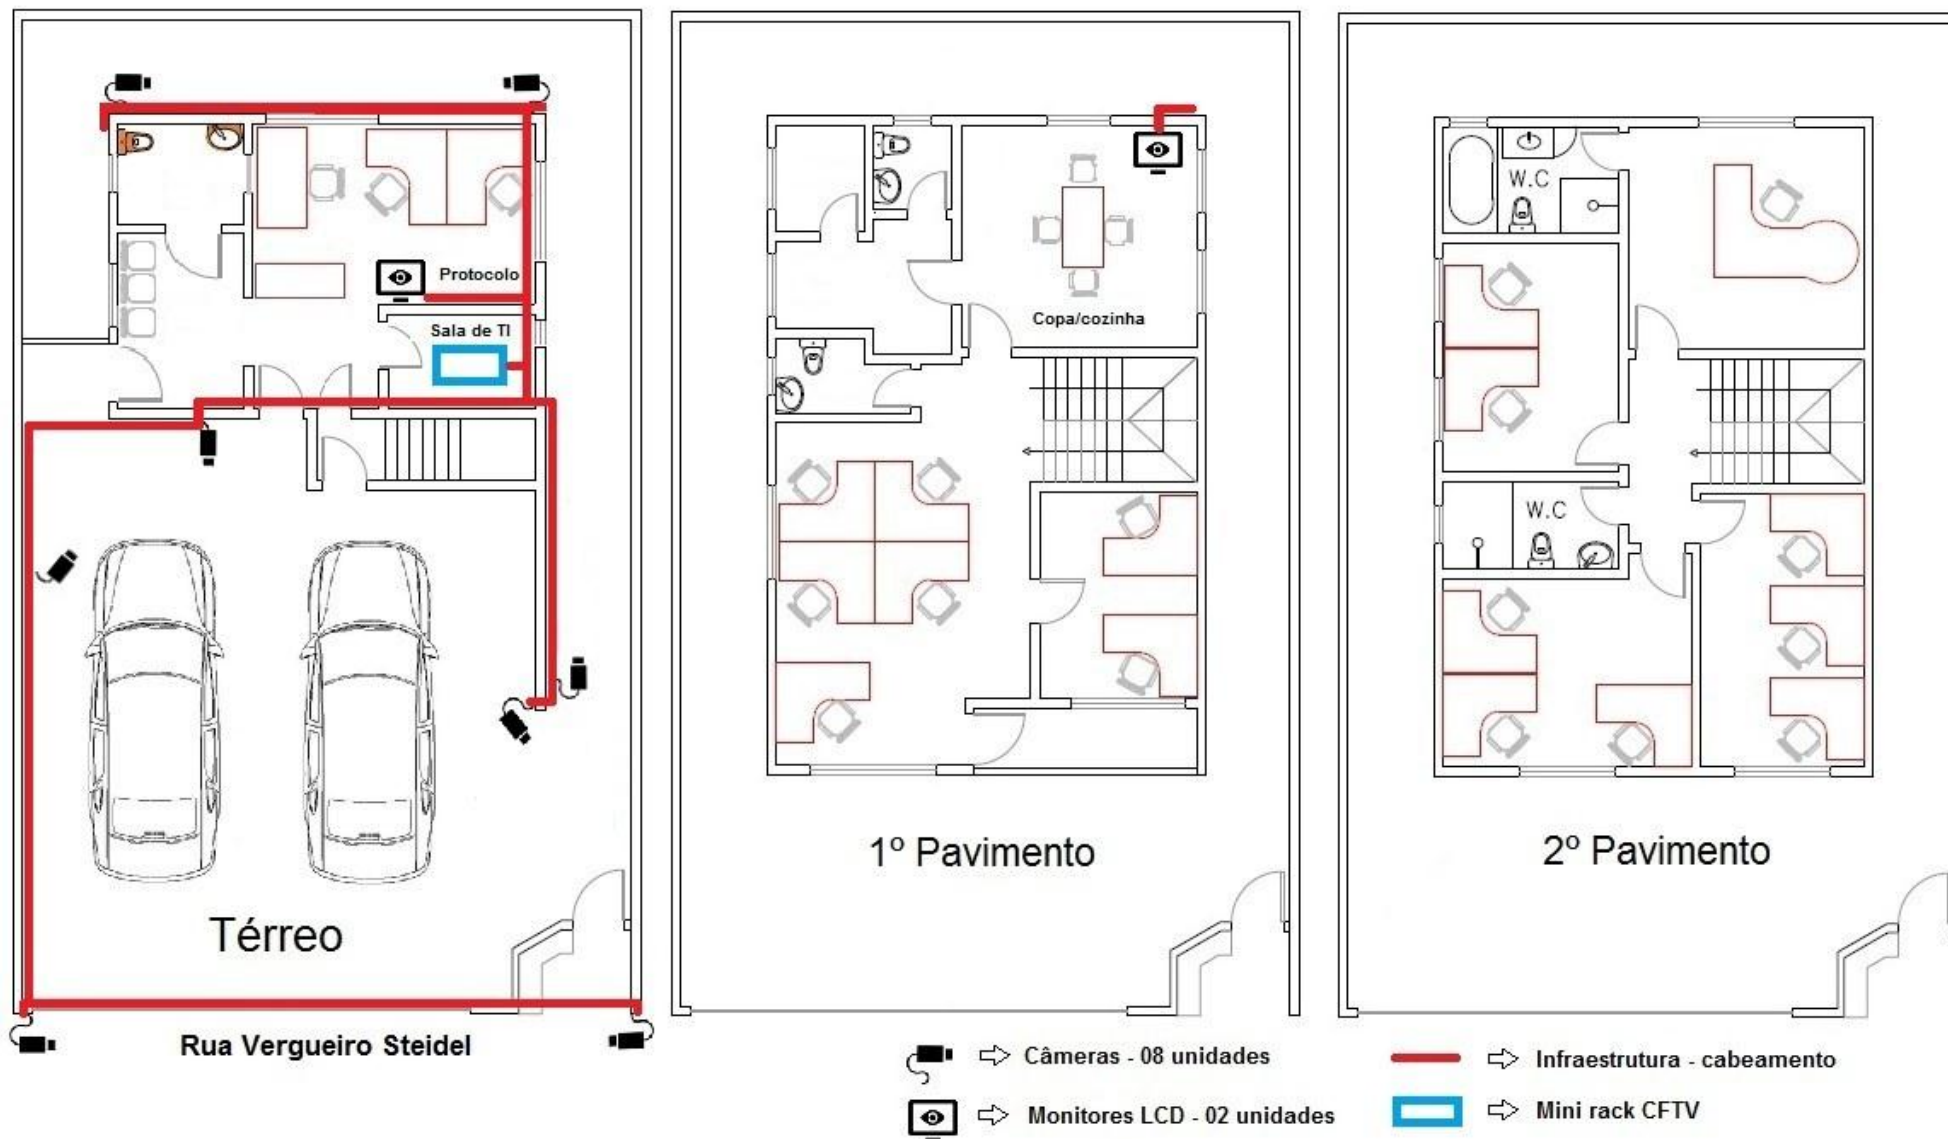 Protocolo
Sala de TI
Térreo
Rua Vergueiro Steidel
Copa/cozinha
1º Pavimento
W.C
W.C
2º Pavimento
Câmeras - 08 unidades
Infraestrutura - cabeamento
Monitores LCD - 02 unidades
Mini rack CFTV